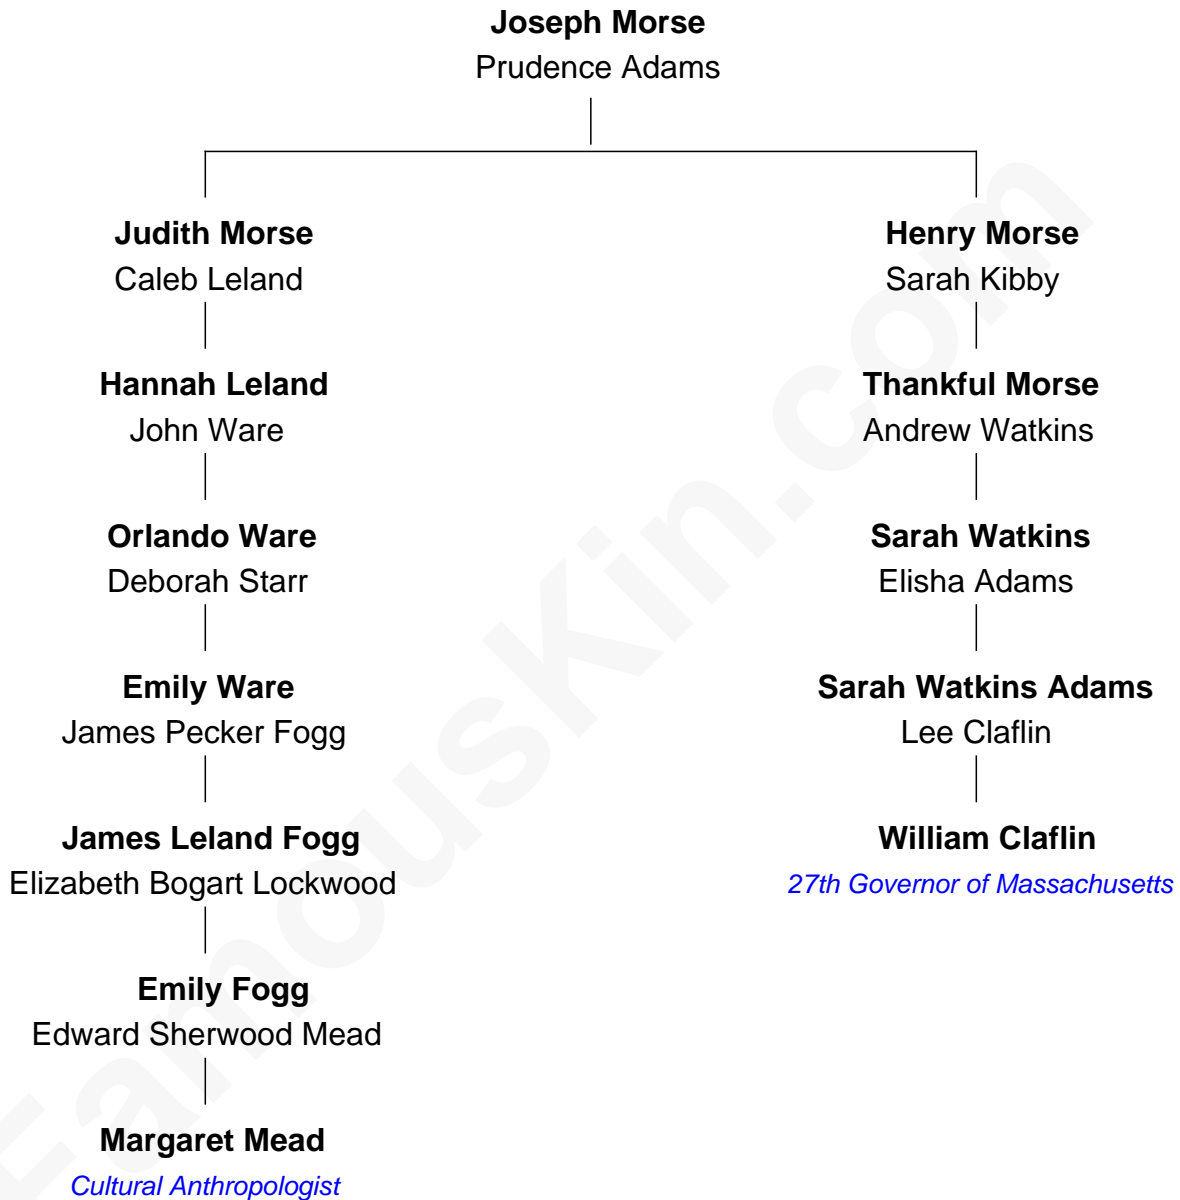 Joseph Morse
Prudence Adams
Judith Morse
Caleb Leland
Henry Morse
Sarah Kibby
Hannah Leland
John Ware
Thankful Morse
Andrew Watkins
Orlando Ware
Deborah Starr
Sarah Watkins
Elisha Adams
Emily Ware
James Pecker Fogg
Sarah Watkins Adams
Lee Claflin
James Leland Fogg
Elizabeth Bogart Lockwood
William Claflin
27th Governor of Massachusetts
Emily Fogg
Edward Sherwood Mead
Margaret Mead
Cultural Anthropologist
FamousKin.com